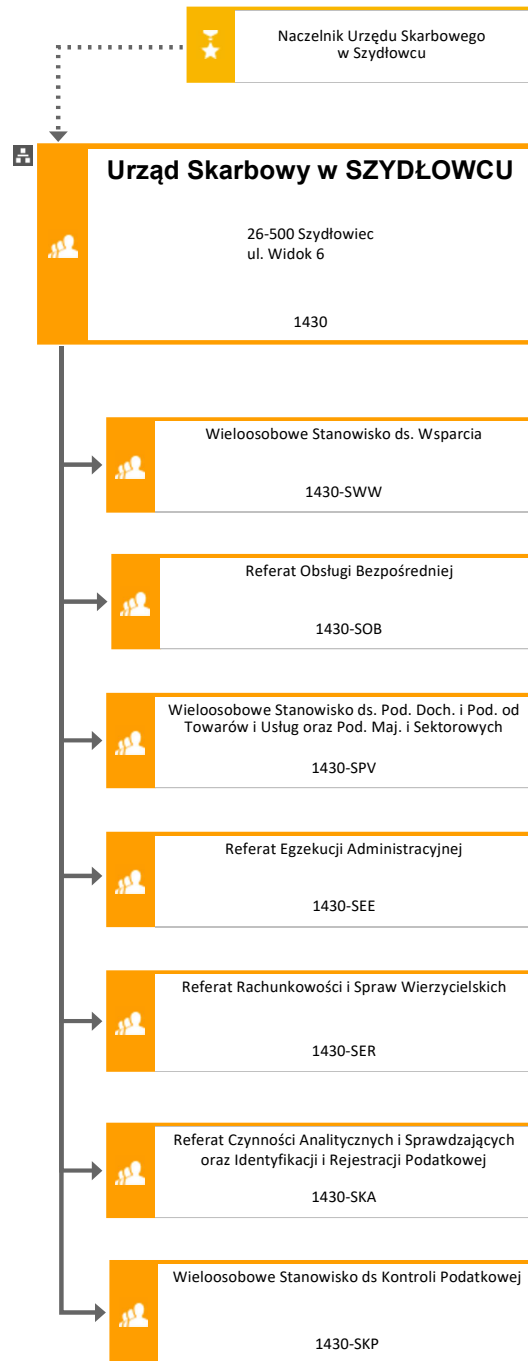 Naczelnik Urzędu Skarbowego
w Szydłowcu
Urząd Skarbowy w SZYDŁOWCU
26-500 Szydłowiec
ul. Widok 6
1430
Wieloosobowe Stanowisko ds. Wsparcia
1430-SWW
Referat Obsługi Bezpośredniej
1430-SOB
Wieloosobowe Stanowisko ds. Pod. Doch. i Pod. od
Towarów i Usług oraz Pod. Maj. i Sektorowych
1430-SPV
Referat Egzekucji Administracyjnej
1430-SEE
Referat Rachunkowości i Spraw Wierzycielskich
1430-SER
Referat Czynności Analitycznych i Sprawdzających
oraz Identyfikacji i Rejestracji Podatkowej
1430-SKA
Wieloosobowe Stanowisko ds Kontroli Podatkowej
1430-SKP